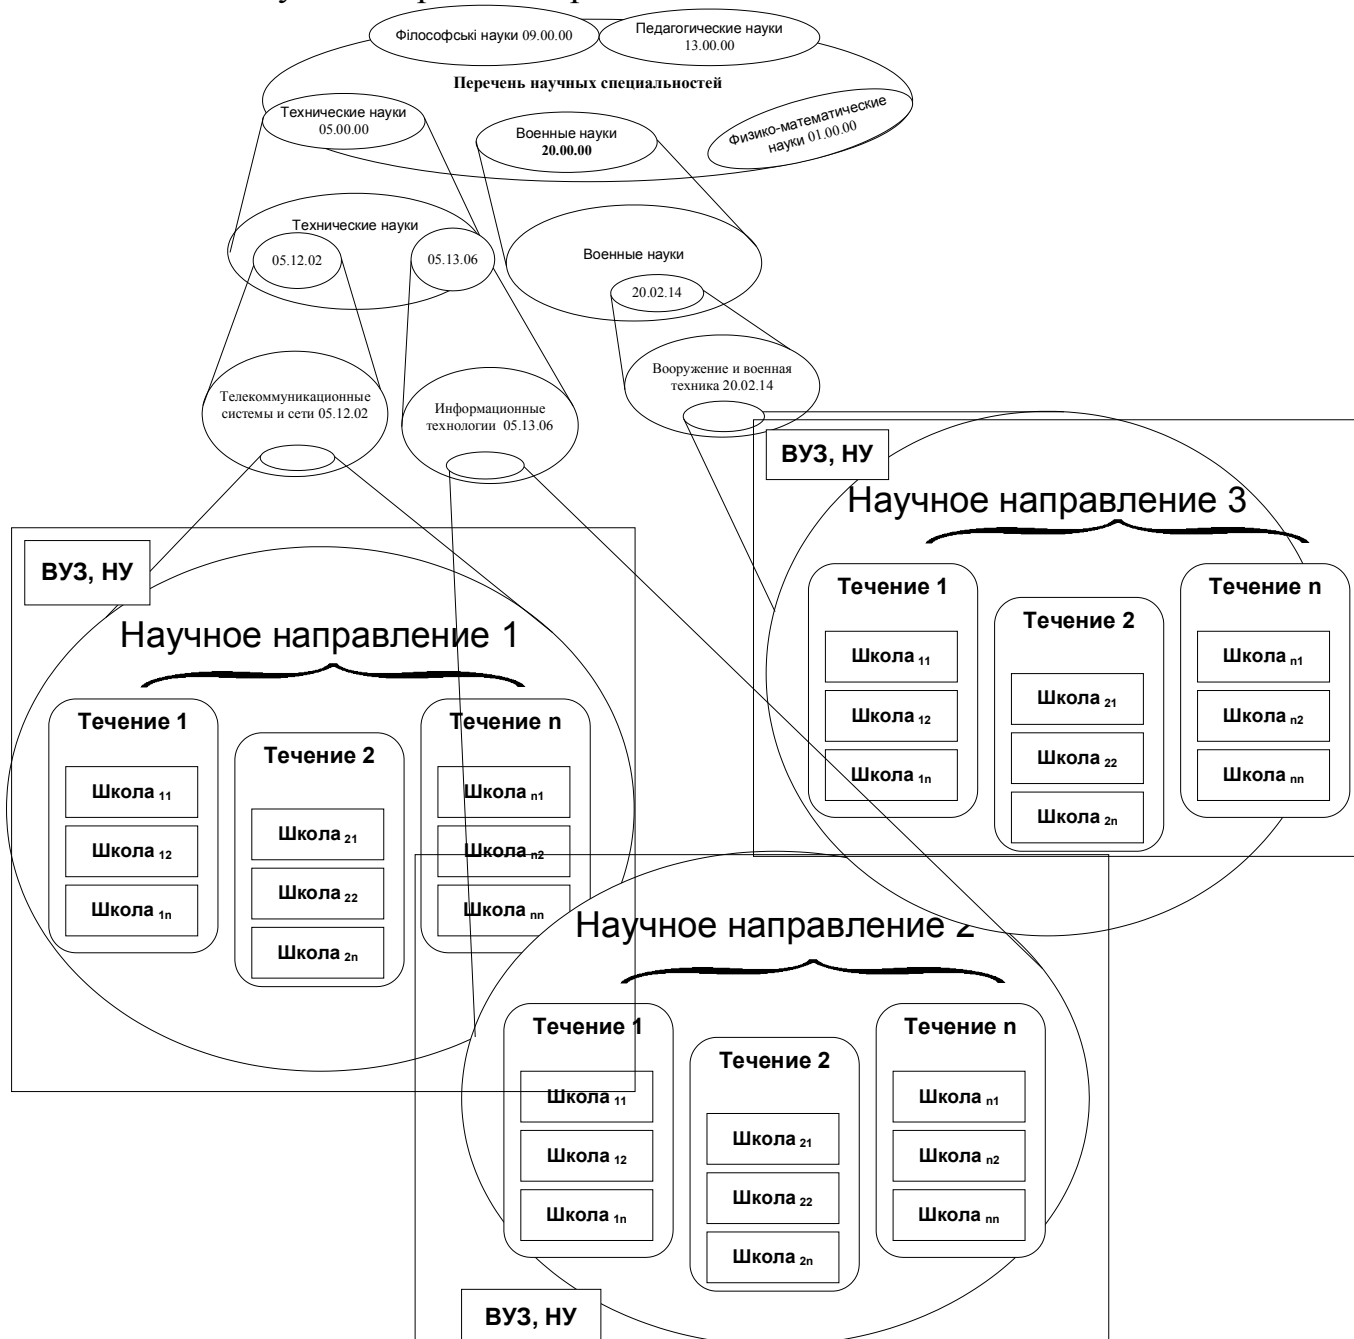 Філософські науки 09.00.00
Педагогические науки
13.00.00
Перечень научных специальностей
Технические науки
05.00.00
Военные науки
20.00.00
Физико-математические
науки 01.00.00
Технические науки
05.12.02
05.13.06
Военные науки
20.02.14
Телекоммуникационные
системы и сети 05.12.02
Информационные
технологии 05.13.06
Вооружение и военная
техника 20.02.14
ВУЗ, НУ
Научное направление 3
Течение 1
Школа 11
Школа 12
Школа 1n
Течение 2
Школа 21
Школа 22
Школа 2n
Течение n
Школа n1
Школа n2
Школа nn
ВУЗ, НУ
Научное направление 1
Течение 1
Школа 11
Школа 12
Школа 1n
Течение 2
Школа 21
Школа 22
Школа 2n
Течение n
Школа n1
Школа n2
Школа nn
Научное направление 2
Течение 1
Школа 11
Школа 12
Школа 1n
Течение 2
Школа 21
Школа 22
Школа 2n
Течение n
Школа n1
Школа n2
Школа nn
ВУЗ, НУ